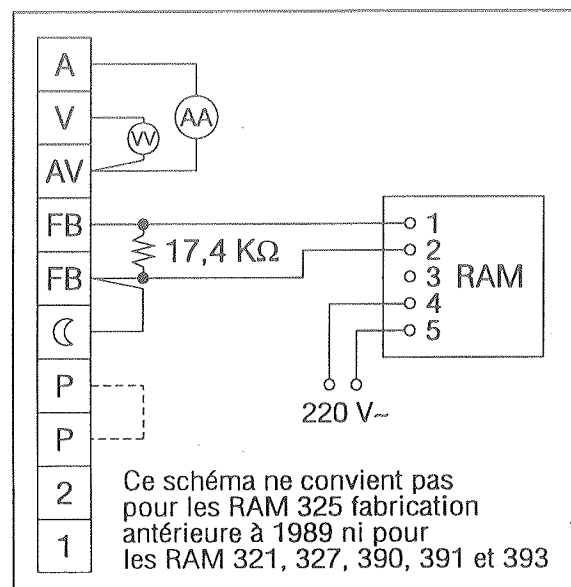 A
V
AV
FB
FB
☾
P
P
2
1
AA
VV
17,4 KΩ
1
2
3
4
5
RAM
220 V~
Ce schéma ne convient pas
pour les RAM 325 fabrication
antérieure à 1989 ni pour
les RAM 321, 327, 390, 391 et 393